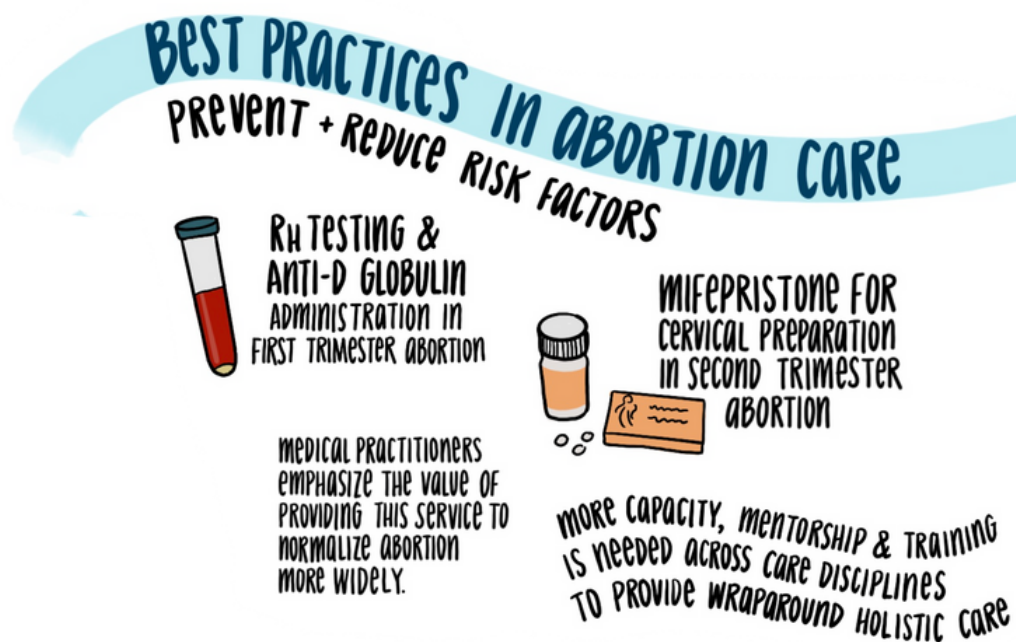 BEST PRACTICES IN ABORTION CARE
PREVENT + REDUCE RISK FACTORS
RH TESTING &
ANTI-D GLOBULIN
ADMINISTRATION IN
FIRST TRIMESTER ABORTION
MIFEPRISTONE FOR
CERVICAL PREPARATION
IN SECOND TRIMESTER
ABORTION
MEDICAL PRACTITIONERS
EMPHASIZE THE VALUE OF
PROVIDING THIS SERVICE TO
NORMALIZE ABORTION
MORE WIDELY.
MORE CAPACITY, MENTORSHIP & TRAINING
IS NEEDED ACROSS CARE DISCIPLINES
TO PROVIDE WRAPAROUND HOLISTIC CARE